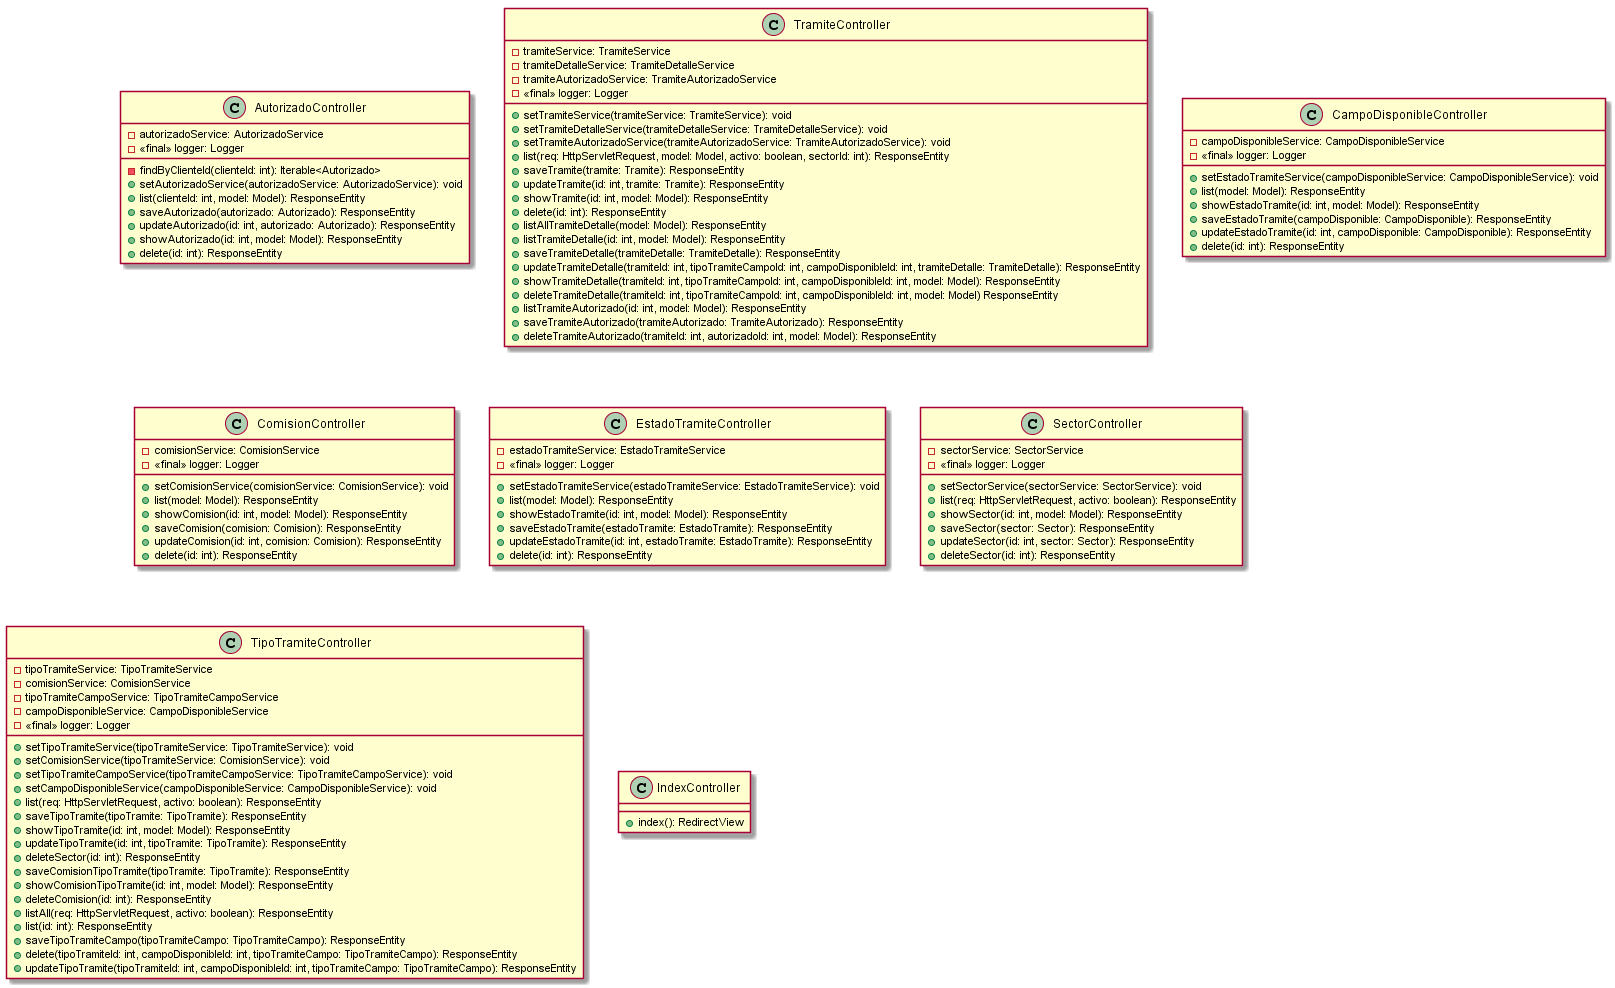 C TramiteController
tramiteService: TramiteService
tramiteDetalleService: TramiteDetalleService
tramiteAutorizadoService: TramiteAutorizadoService
«final» logger: Logger
setTramiteService(tramiteService: TramiteService): void
setTramiteDetalleService(tramiteDetalleService: TramiteDetalleService): void
setTramiteAutorizadoService(tramiteAutorizadoService: TramiteAutorizadoService): void
list(req: HttpServletRequest, model: Model, activo: boolean, sectorId: int): ResponseEntity
saveTramite(tramite: Tramite): ResponseEntity
updateTramite(id: int, tramite: Tramite): ResponseEntity
showTramite(id: int, model: Model): ResponseEntity
delete(id: int): ResponseEntity
listAllTramiteDetalle(model: Model): ResponseEntity
listTramiteDetalle(id: int, model: Model): ResponseEntity
saveTramiteDetalle(tramiteDetalle: TramiteDetalle): ResponseEntity
updateTramiteDetalle(tramiteId: int, tipoTramiteCampoId: int, campoDisponibleId: int, tramiteDetalle: TramiteDetalle): ResponseEntity
showTramiteDetalle(tramiteId: int, tipoTramiteCampoId: int, campoDisponibleId: int, model: Model): ResponseEntity
deleteTramiteDetalle(tramiteId: int, tipoTramiteCampoId: int, campoDisponibleId: int, model: Model) ResponseEntity
listTramiteAutorizado(id: int, model: Model): ResponseEntity
saveTramiteAutorizado(tramiteAutorizado: TramiteAutorizado): ResponseEntity
deleteTramiteAutorizado(tramiteId: int, autorizadoId: int, model: Model): ResponseEntity
C AutorizadoController
autorizadoService: AutorizadoService
«final» logger: Logger
findByClienteId(clienteId: int): Iterable<Autorizado>
setAutorizadoService(autorizadoService: AutorizadoService): void
list(clienteId: int, model: Model): ResponseEntity
saveAutorizado(autorizado: Autorizado): ResponseEntity
updateAutorizado(id: int, autorizado: Autorizado): ResponseEntity
showAutorizado(id: int, model: Model): ResponseEntity
delete(id: int): ResponseEntity
C CampoDisponibleController
campoDisponibleService: CampoDisponibleService
«final» logger: Logger
setEstadoTramiteService(campoDisponibleService: CampoDisponibleService): void
list(model: Model): ResponseEntity
showEstadoTramite(id: int, model: Model): ResponseEntity
saveEstadoTramite(campoDisponible: CampoDisponible): ResponseEntity
updateEstadoTramite(id: int, campoDisponible: CampoDisponible): ResponseEntity
delete(id: int): ResponseEntity
C ComisionController
comisionService: ComisionService
«final» logger: Logger
setComisionService(comisionService: ComisionService): void
list(model: Model): ResponseEntity
showComision(id: int, model: Model): ResponseEntity
saveComision(comision: Comision): ResponseEntity
updateComision(id: int, comision: Comision): ResponseEntity
delete(id: int): ResponseEntity
C EstadoTramiteController
estadoTramiteService: EstadoTramiteService
«final» logger: Logger
setEstadoTramiteService(estadoTramiteService: EstadoTramiteService): void
list(model: Model): ResponseEntity
showEstadoTramite(id: int, model: Model): ResponseEntity
saveEstadoTramite(estadoTramite: EstadoTramite): ResponseEntity
updateEstadoTramite(id: int, estadoTramite: EstadoTramite): ResponseEntity
delete(id: int): ResponseEntity
C SectorController
sectorService: SectorService
«final» logger: Logger
setSectorService(sectorService: SectorService): void
list(req: HttpServletRequest, activo: boolean): ResponseEntity
showSector(id: int, model: Model): ResponseEntity
saveSector(sector: Sector): ResponseEntity
updateSector(id: int, sector: Sector): ResponseEntity
deleteSector(id: int): ResponseEntity
C TipoTramiteController
tipoTramiteService: TipoTramiteService
comisionService: ComisionService
tipoTramiteCampoService: TipoTramiteCampoService
campoDisponibleService: CampoDisponibleService
«final» logger: Logger
setTipoTramiteService(tipoTramiteService: TipoTramiteService): void
setComisionService(tipoTramiteService: ComisionService): void
setTipoTramiteCampoService(tipoTramiteCampoService: TipoTramiteCampoService): void
setCampoDisponibleService(campoDisponibleService: CampoDisponibleService): void
list(req: HttpServletRequest, activo: boolean): ResponseEntity
saveTipoTramite(tipoTramite: TipoTramite): ResponseEntity
showTipoTramite(id: int, model: Model): ResponseEntity
updateTipoTramite(id: int, tipoTramite: TipoTramite): ResponseEntity
deleteSector(id: int): ResponseEntity
saveComisionTipoTramite(tipoTramite: TipoTramite): ResponseEntity
showComisionTipoTramite(id: int, model: Model): ResponseEntity
deleteComision(id: int): ResponseEntity
listAll(req: HttpServletRequest, activo: boolean): ResponseEntity
list(id: int): ResponseEntity
saveTipoTramiteCampo(tipoTramiteCampo: TipoTramiteCampo): ResponseEntity
delete(tipoTramiteId: int, campoDisponibleId: int, tipoTramiteCampo: TipoTramiteCampo): ResponseEntity
updateTipoTramite(tipoTramiteId: int, campoDisponibleId: int, tipoTramiteCampo: TipoTramiteCampo): ResponseEntity
C IndexController
index(): RedirectView